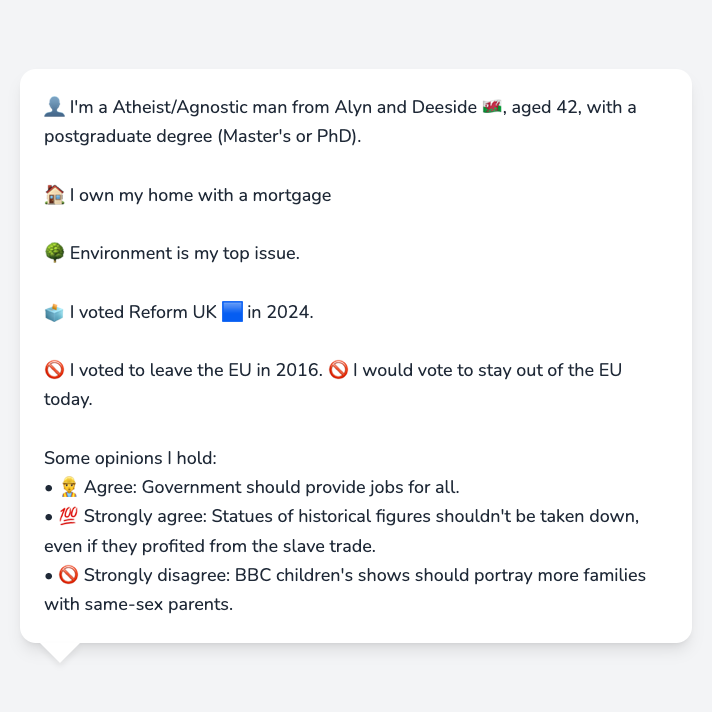 👤 I'm a Atheist/Agnostic man from Alyn and Deeside 🏴󠁧󠁢󠁷󠁬󠁳󠁿, aged 42, with a
postgraduate degree (Master's or PhD).
🏠 I own my home with a mortgage
🌳 Environment is my top issue.
🗳️ I voted Reform UK 🟦 in 2024.
🚫 I voted to leave the EU in 2016. 🚫 I would vote to stay out of the EU
today.
Some opinions I hold:
• 👷 Agree: Government should provide jobs for all.
• 💯 Strongly agree: Statues of historical figures shouldn't be taken down,
even if they profited from the slave trade.
• 🚫 Strongly disagree: BBC children's shows should portray more families
with same-sex parents.